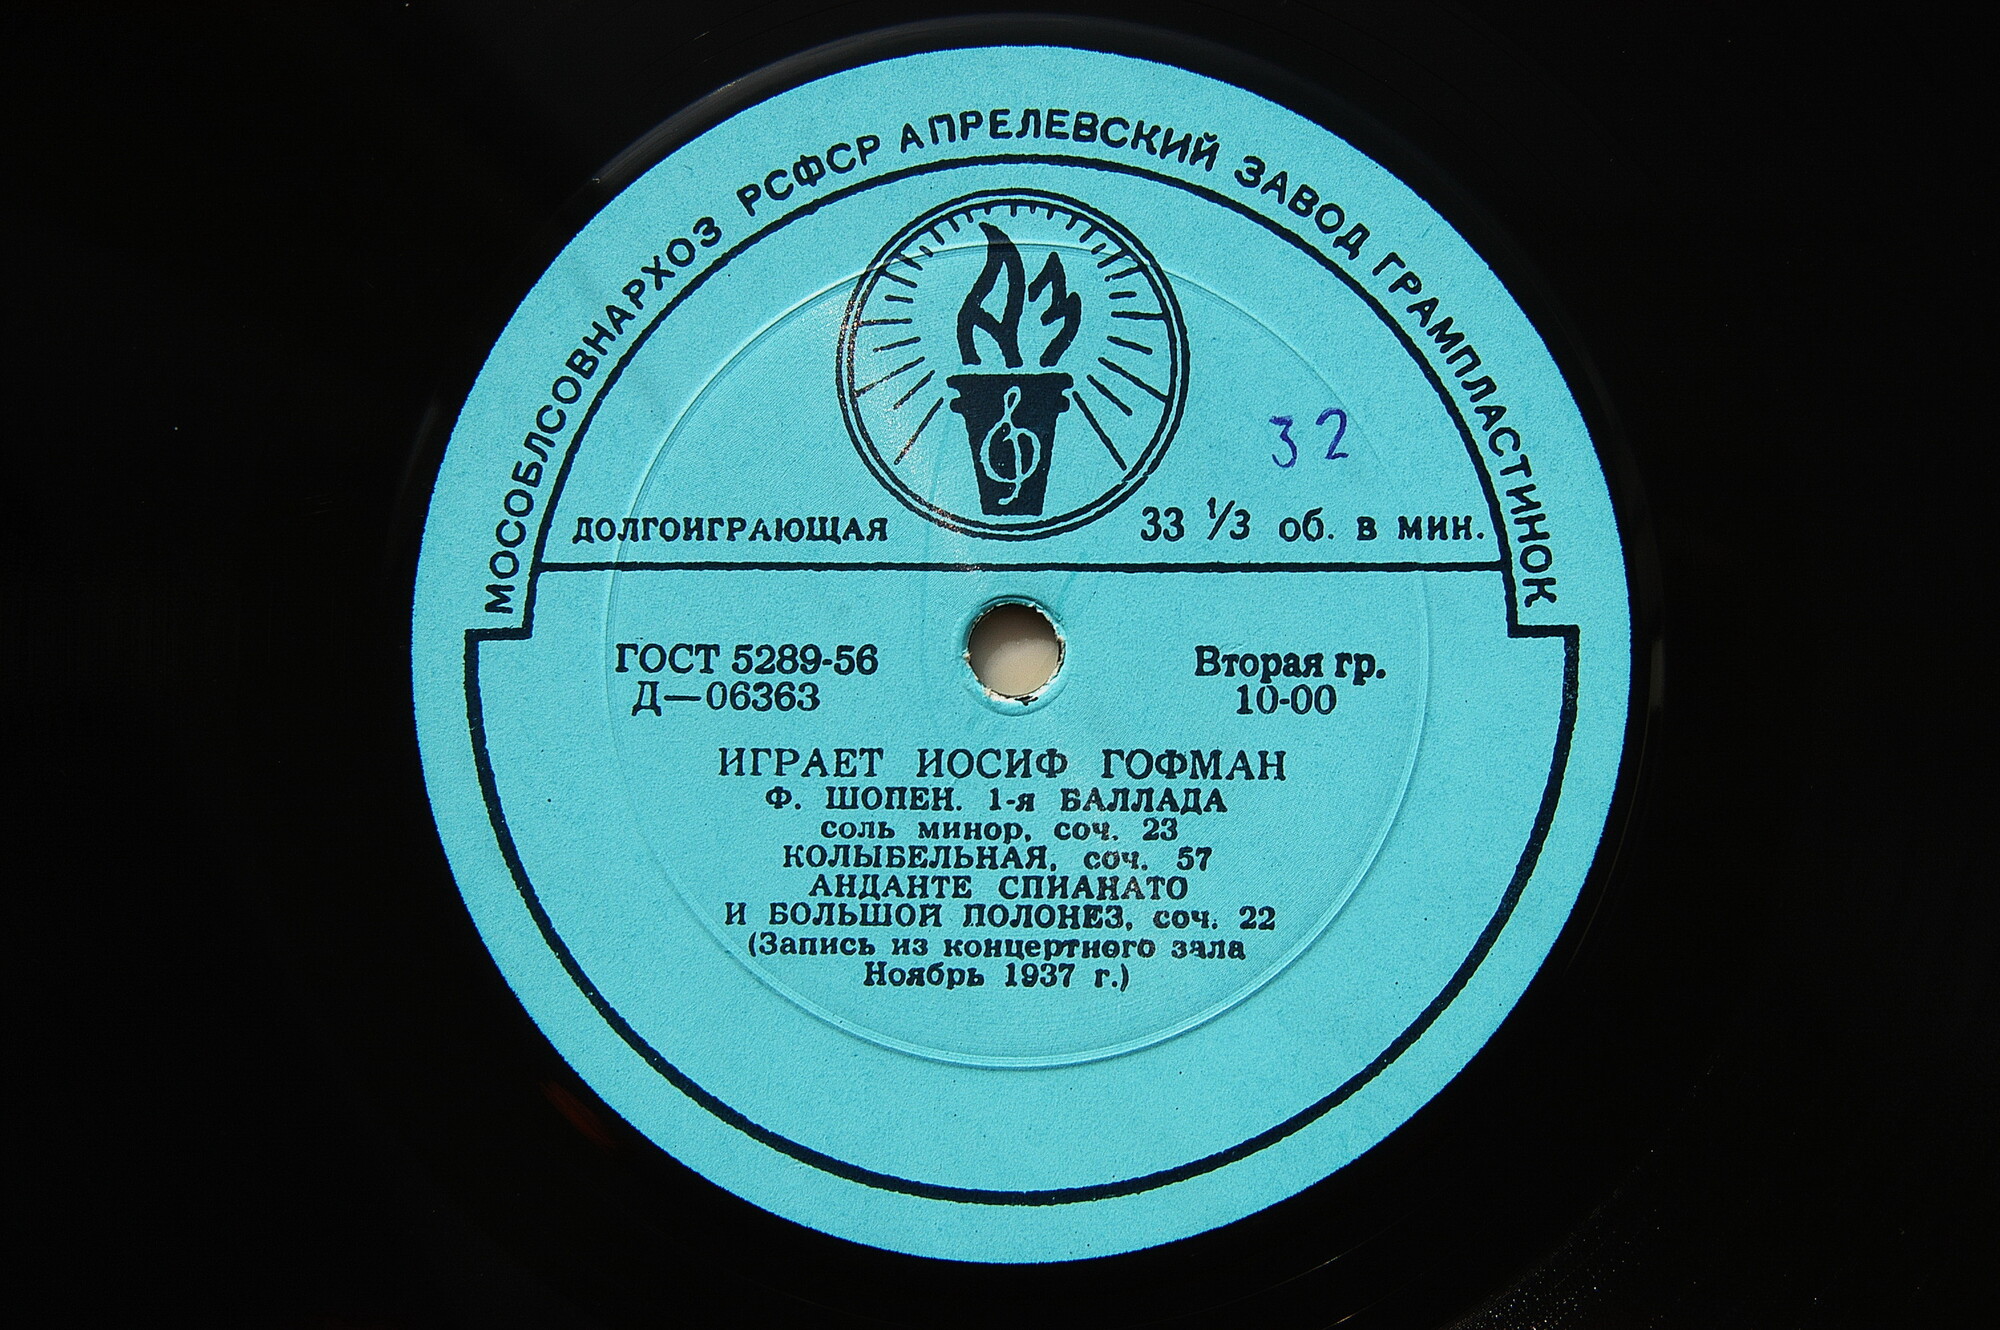 МОСОБЛСОВНАРХОЗ РСФСР АПРЕЛЕВСКИЙ ЗАВОД ГРАМПЛАСТИНОК
АЗ
32
ДОЛГОИГРАЮЩАЯ
33 1/3 об. в мин.
ГОСТ 5289-56
Д—06363
Вторая гр.
10-00
ИГРАЕТ ИОСИФ ГОФМАН
Ф. ШОПЕН. 1-я БАЛЛАДА
соль минор, соч. 23
КОЛЫБЕЛЬНАЯ, соч. 57
АНДАНТЕ СПИАНАТО
И БОЛЬШОЙ ПОЛОНЕЗ, соч. 22
(Запись из концертного зала
Ноябрь 1937 г.)